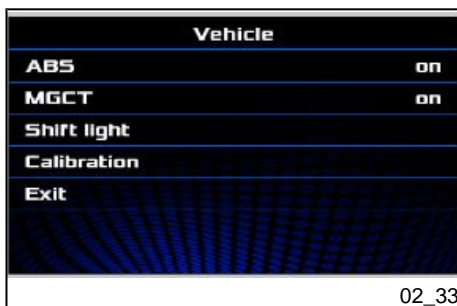 Vehicle
ABS on
MGCT on
Shift light
Calibration
Exit
02_33